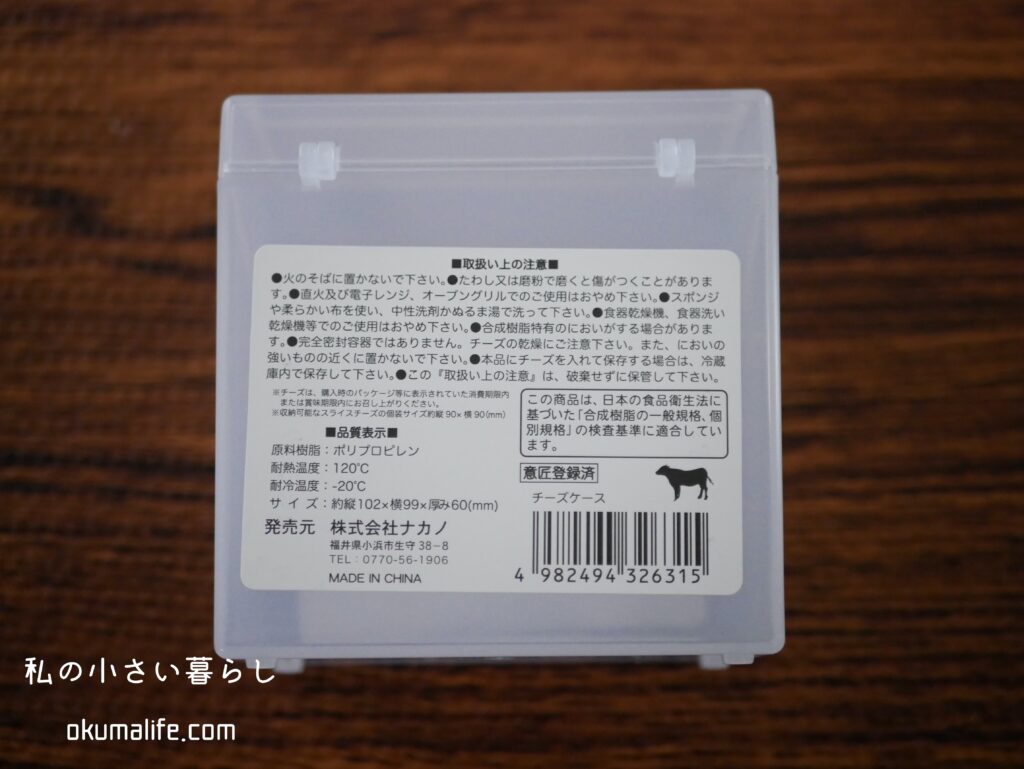 ■取扱い上の注意■
●火のそばに置かないで下さい。●たわし又は磨粉で磨くと傷がつくことがありま
す。●直火及び電子レンジ、オーブングリルでのご使用はおやめ下さい。●スポンジ
や柔らかい布を使い、中性洗剤かぬるま湯で洗って下さい。●食器乾燥機、食器洗い
乾燥機等でのご使用はおやめ下さい。●合成樹脂特有のにおいがする場合がありま
す。●完全密封容器ではありません。チーズの乾燥にご注意下さい。また、においの
強いものの近くに置かないで下さい。●本品にチーズを入れて保存する場合は、冷蔵
庫内で保存して下さい。●この『取扱い上の注意』は、破棄せずに保管して下さい。
※チーズは、購入時のパッケージ等に表示されていた消費期限内
または賞味期限内にお召し上がりください。
※収納可能なスライスチーズの個装サイズ約縦 90×横 90(mm)
この商品は、日本の食品衛生法に
基づいた「合成樹脂の一般規格、個
別規格」の検査基準に適合してい
ます。
■品質表示■
原料樹脂：ポリプロピレン
耐熱温度：120℃
耐冷温度：-20℃
サイズ：約縦102×横99×厚み60(mm)
発売元 株式会社ナカノ
福井県小浜市生守 38－8
TEL：0770-56-1906
MADE IN CHINA
意匠登録済
チーズケース
4 982494 326315
私の小さい暮らし
okumalife.com